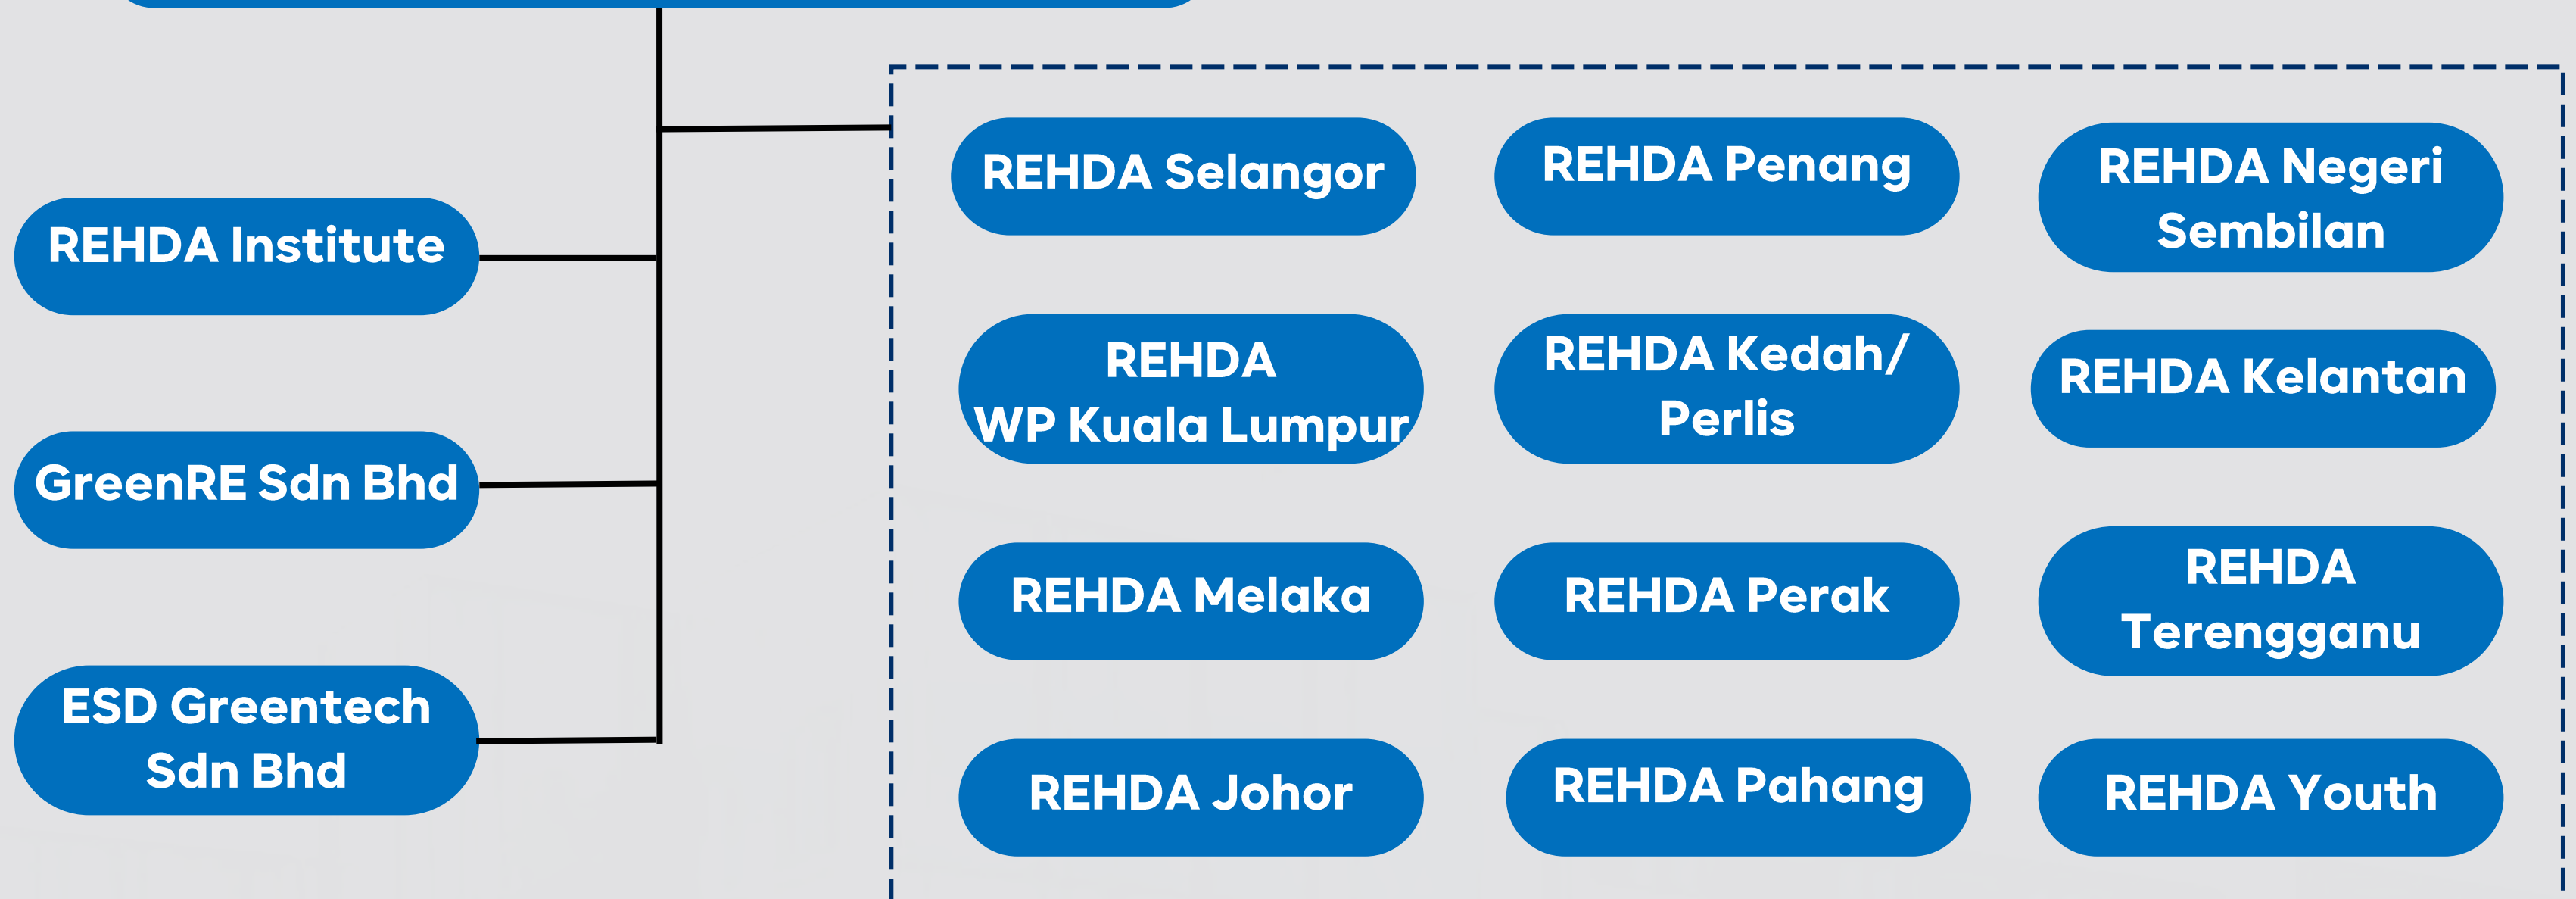 REHDA Institute
GreenRE Sdn Bhd
ESD Greentech
Sdn Bhd
REHDA Selangor
REHDA Penang
REHDA Negeri
Sembilan
REHDA
WP Kuala Lumpur
REHDA Kedah/
Perlis
REHDA Kelantan
REHDA Melaka
REHDA Perak
REHDA
Terengganu
REHDA Johor
REHDA Pahang
REHDA Youth